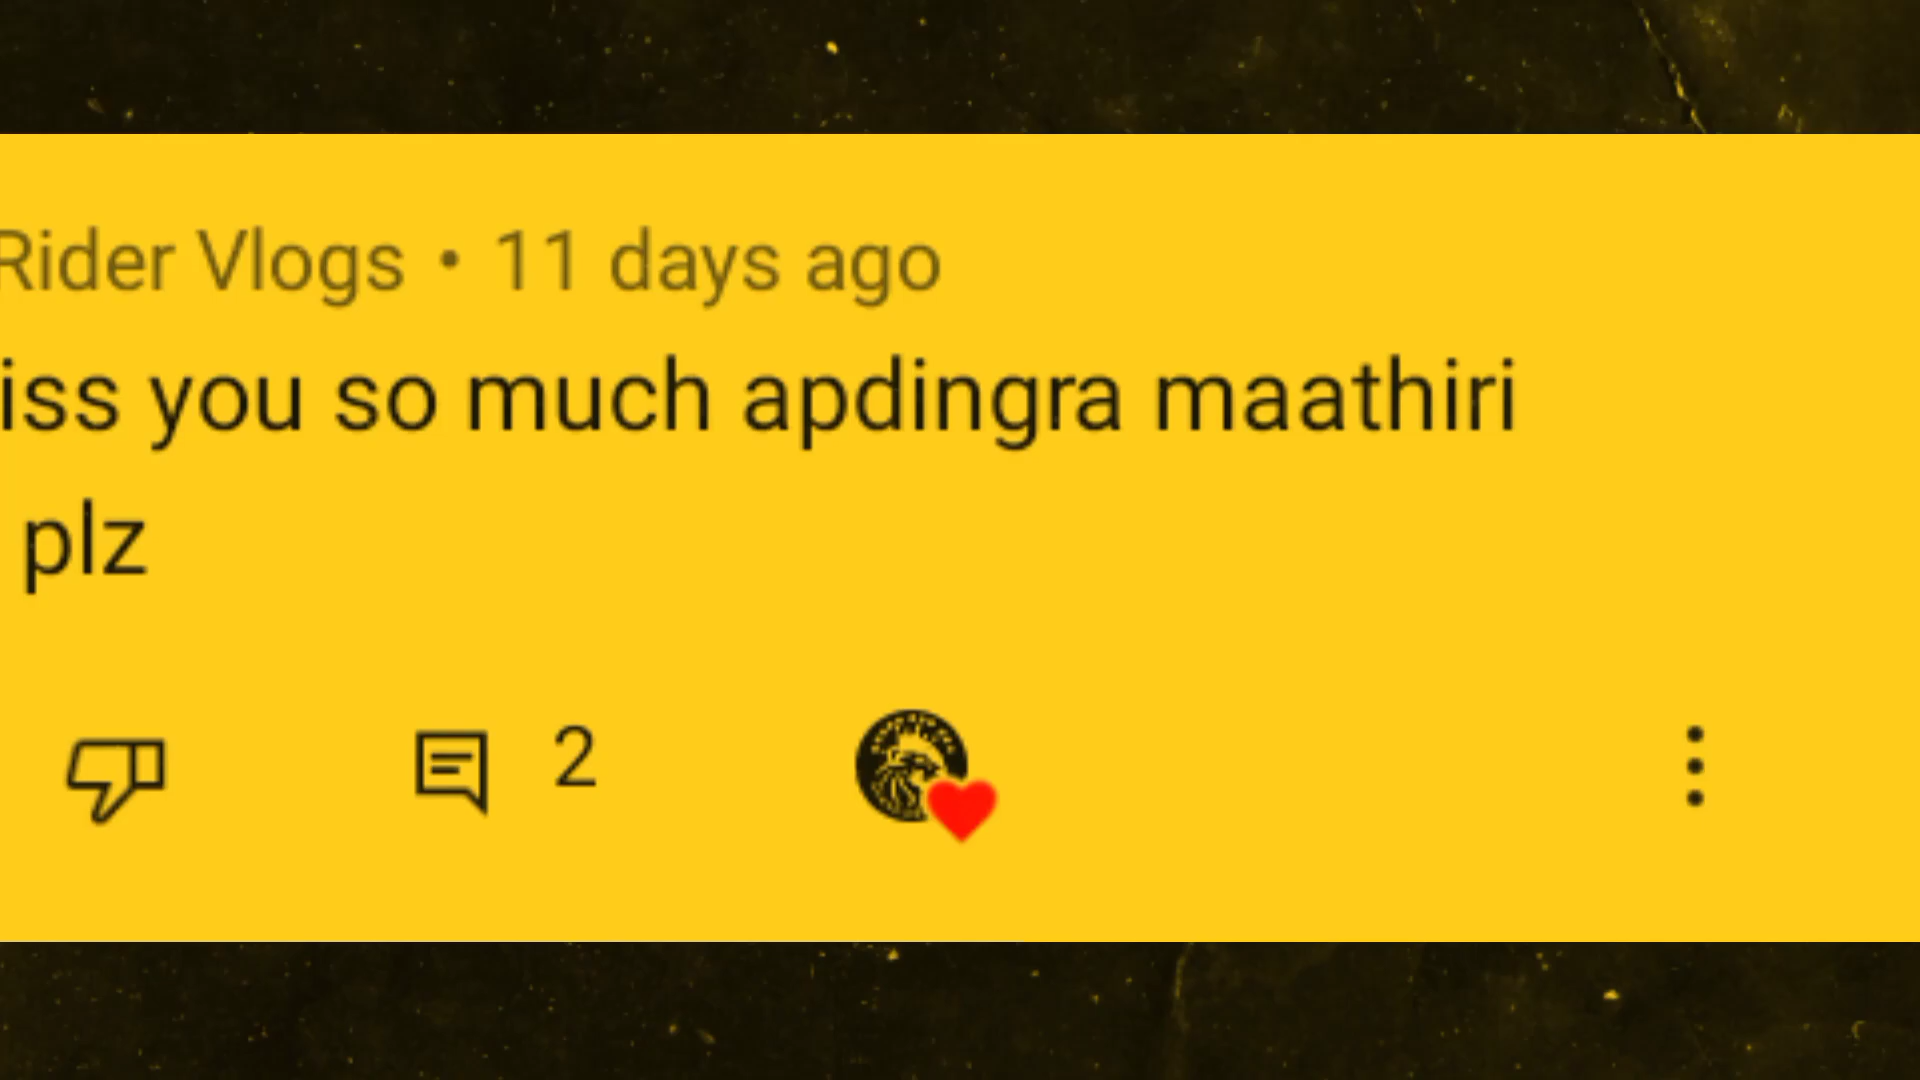 Rider Vlogs • 11 days ago
iss you so much apdingra maathiri
plz
2